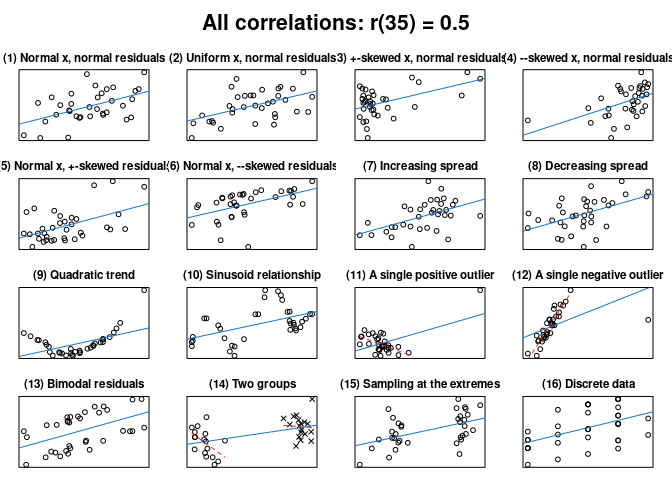 All correlations: r(35) = 0.5
(1) Normal x, normal residuals
(2) Uniform x, normal residuals
3) +-skewed x, normal residuals
(4) --skewed x, normal residuals
5) Normal x, +-skewed residual
(6) Normal x, --skewed residuals
(7) Increasing spread
(8) Decreasing spread
(9) Quadratic trend
(10) Sinusoid relationship
(11) A single positive outlier
(12) A single negative outlier
(13) Bimodal residuals
(14) Two groups
(15) Sampling at the extremes
(16) Discrete data